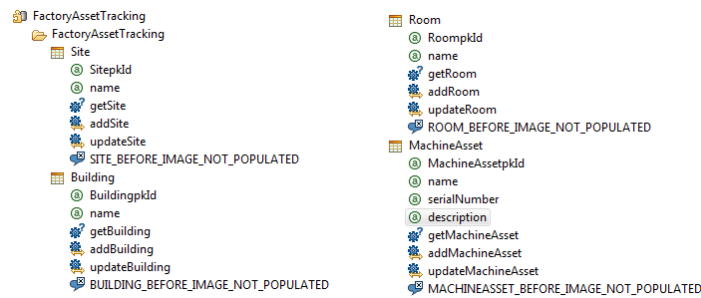 FactoryAssetTracking
FactoryAssetTracking
Site
SitepkId
name
getSite
addSite
updateSite
SITE_BEFORE_IMAGE_NOT_POPULATED
Building
BuildingpkId
name
getBuilding
addBuilding
updateBuilding
BUILDING_BEFORE_IMAGE_NOT_POPULATED
Room
RoompkId
name
getRoom
addRoom
updateRoom
ROOM_BEFORE_IMAGE_NOT_POPULATED
MachineAsset
MachineAssetpkId
name
serialNumber
description
getMachineAsset
addMachineAsset
updateMachineAsset
MACHINEASSET_BEFORE_IMAGE_NOT_POPULATED